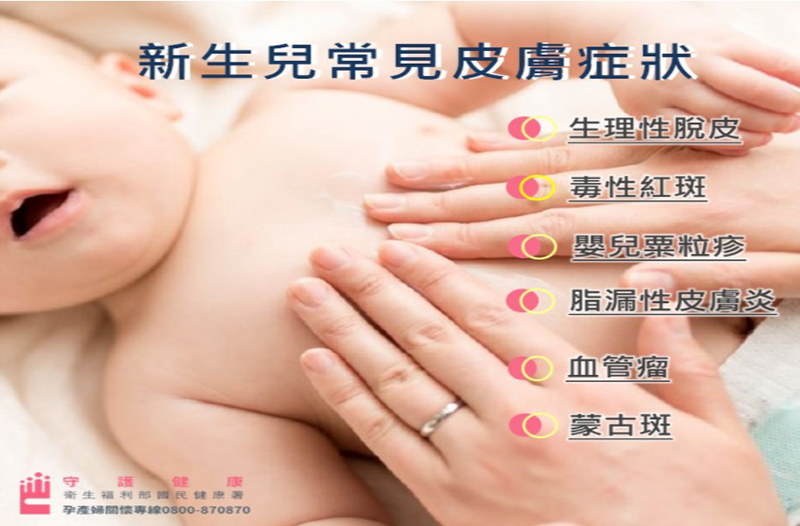 新生兒常見皮膚症狀
生理性脫皮
毒性紅斑
嬰兒粟粒疹
脂漏性皮膚炎
血管瘤
蒙古斑
守護健康
衛生福利部國民健康署
孕產婦關懷專線0800-870870